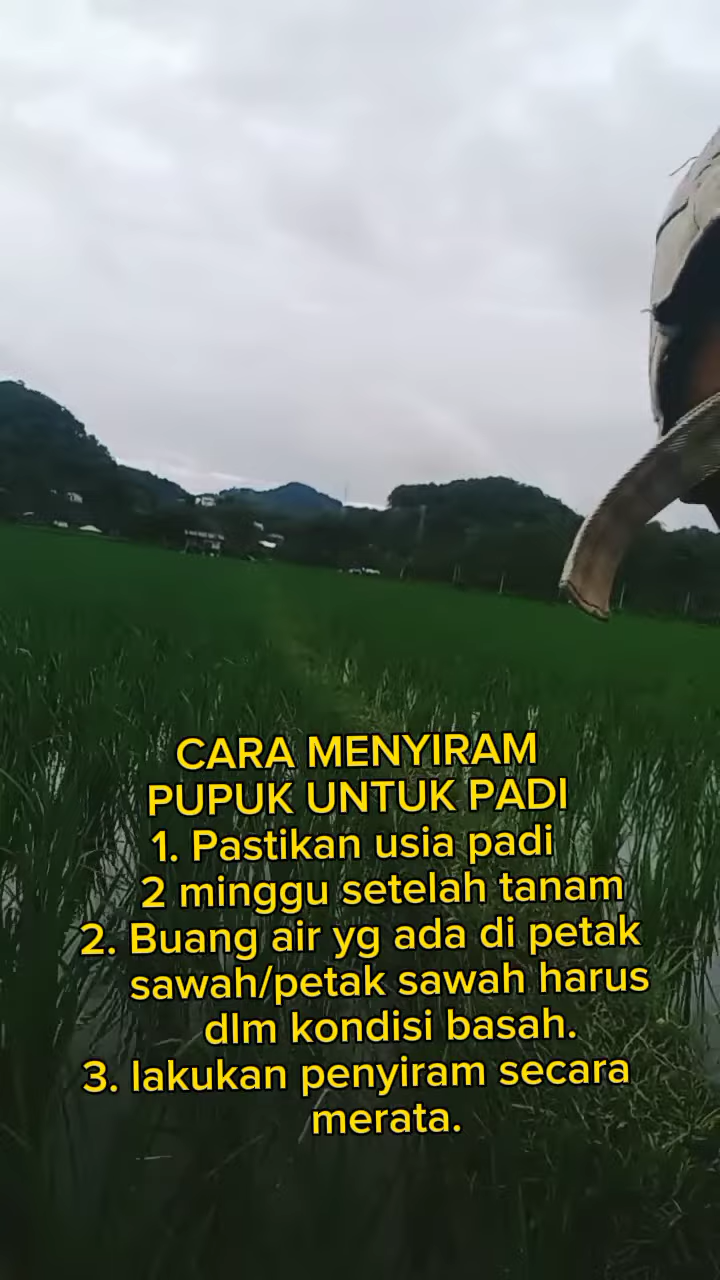 CARA MENYIRAM
PUPUK UNTUK PADI
1. Pastikan usia padi
2 minggu setelah tanam
2. Buang air yg ada di petak
sawah/petak sawah harus
dlm kondisi basah.
3. lakukan penyiram secara
merata.